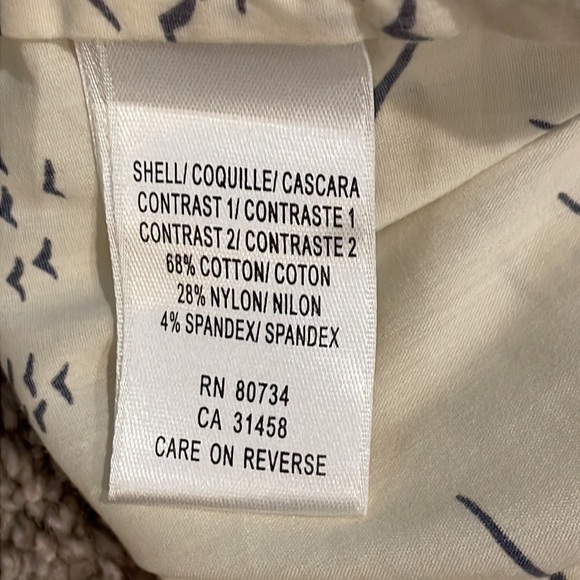 SHELL/ COQUILLE/ CASCARA
CONTRAST 1/ CONTRASTE 1
CONTRAST 2/ CONTRASTE 2
68% COTTON/ COTON
28% NYLON/ NILON
4% SPANDEX/ SPANDEX
RN 80734
CA 31458
CARE ON REVERSE